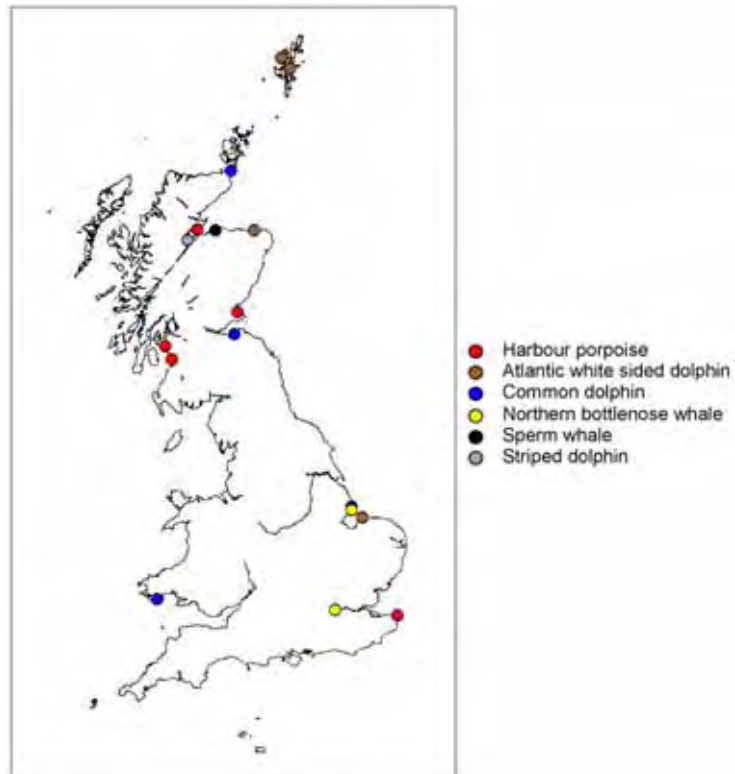 Harbour porpoise
Atlantic white sided dolphin
Common dolphin
Northern bottlenose whale
Sperm whale
Striped dolphin